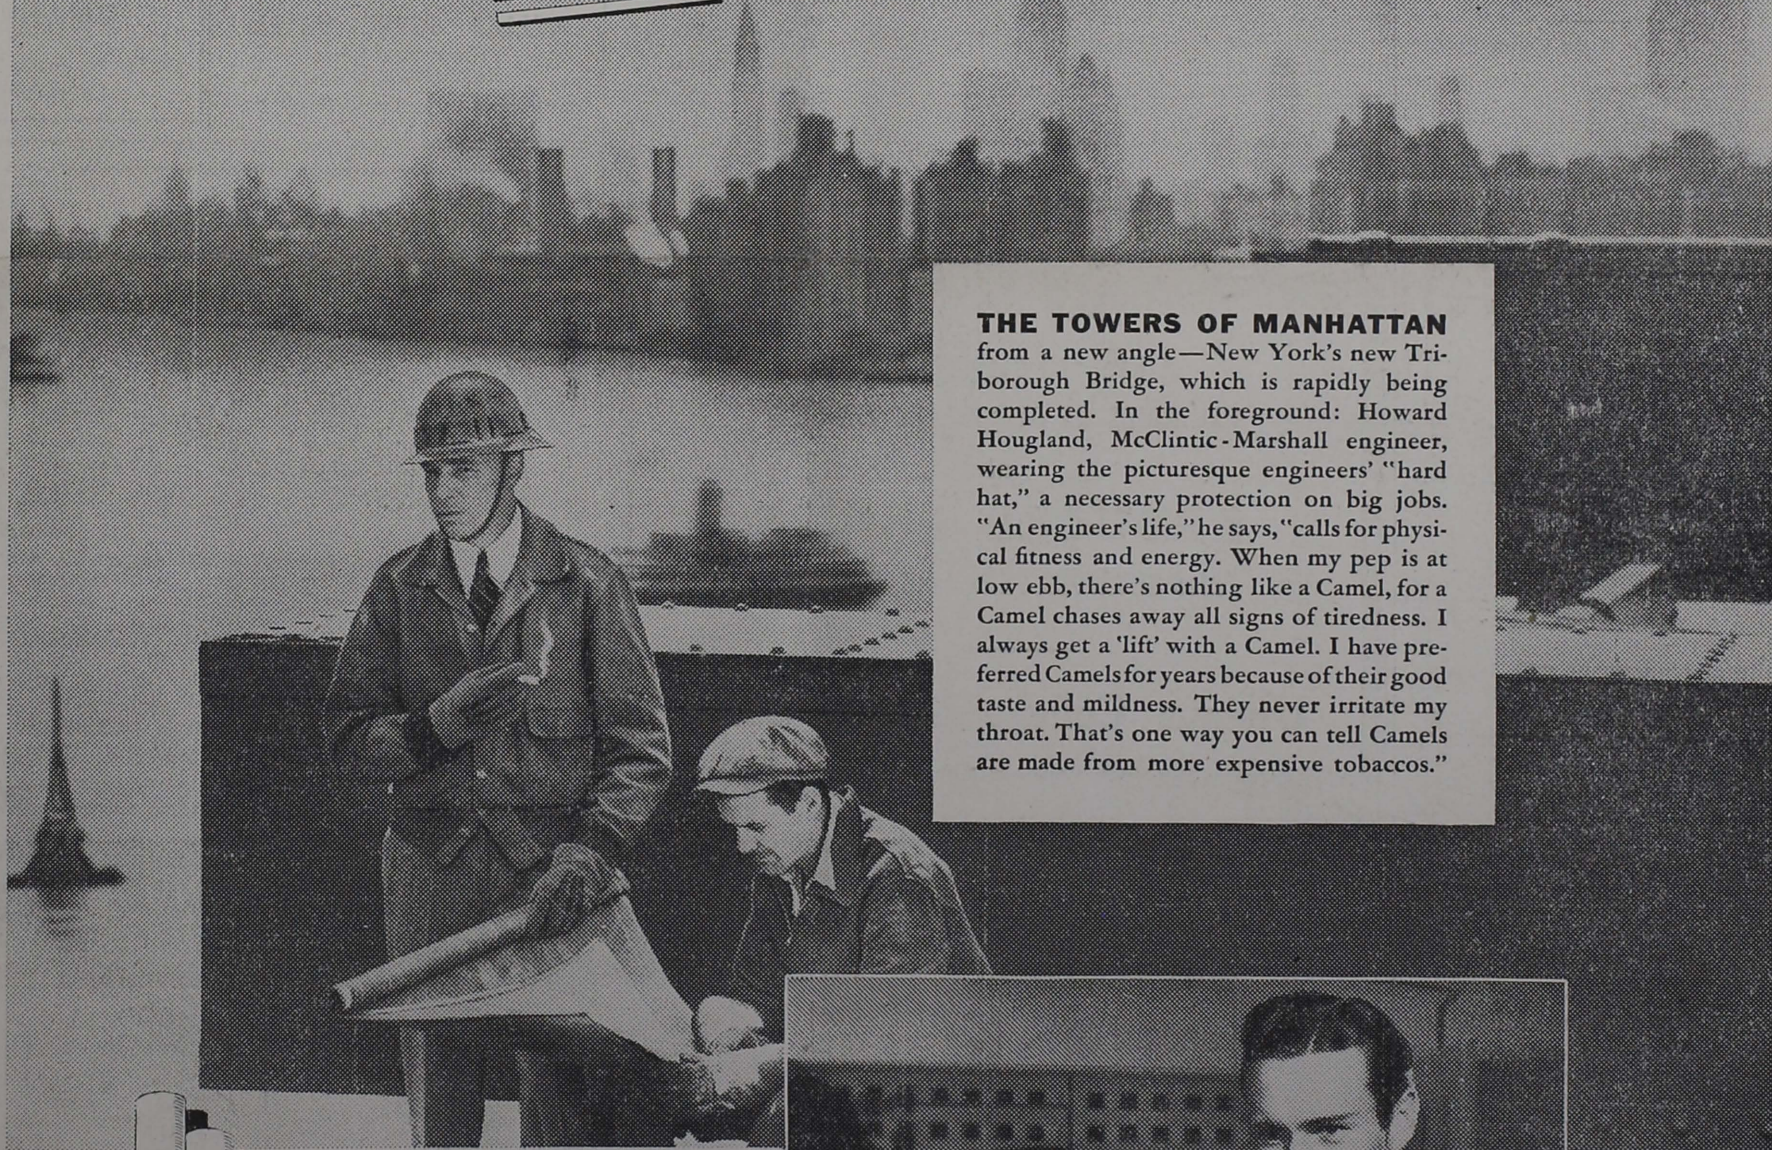 THE TOWERS OF MANHATTAN
from a new angle—New York's new Tri-
borough Bridge, which is rapidly being
completed. In the foreground: Howard
Hougland, McClintic-Marshall engineer,
wearing the picturesque engineers' "hard
hat," a necessary protection on big jobs.
"An engineer's life," he says, "calls for physi-
cal fitness and energy. When my pep is at
low ebb, there's nothing like a Camel, for a
Camel chases away all signs of tiredness. I
always get a 'lift' with a Camel. I have pre-
ferred Camels for years because of their good
taste and mildness. They never irritate my
throat. That's one way you can tell Camels
are made from more expensive tobaccos."